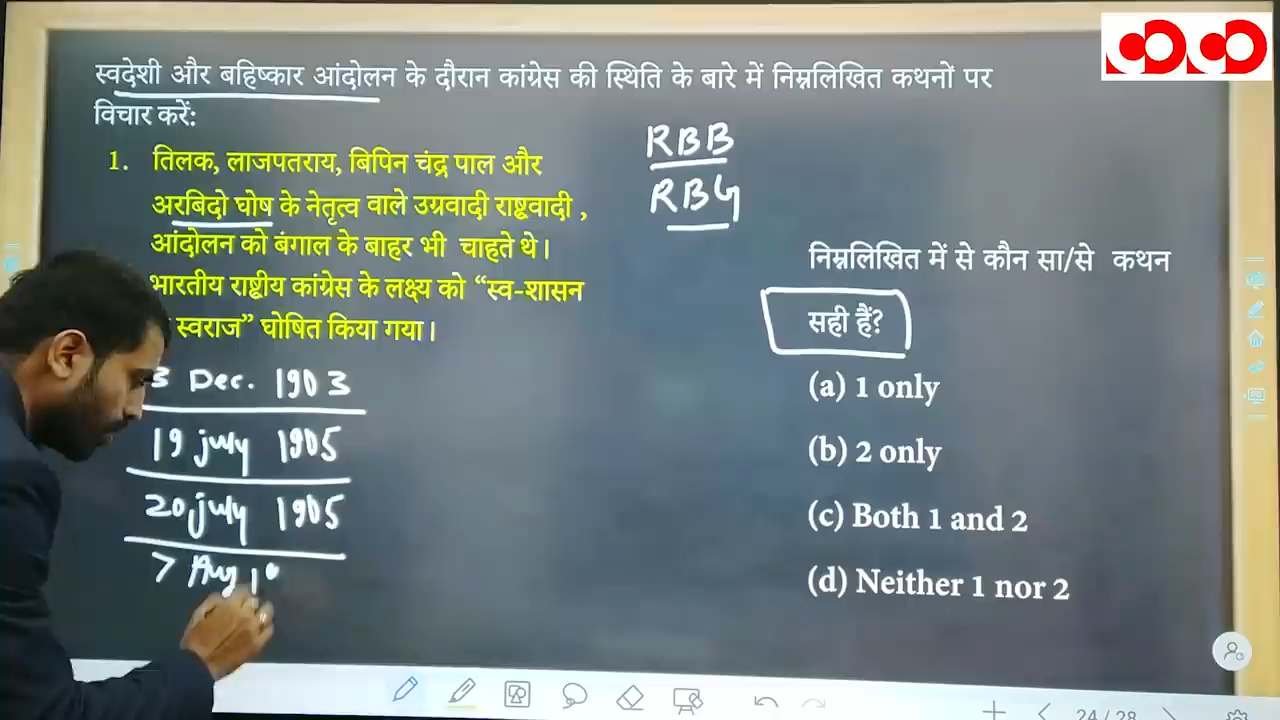 स्वदेशी और बहिष्कार आंदोलन के दौरान कांग्रेस की स्थिति के बारे में निम्नलिखित कथनों पर
विचार करें:
1. तिलक, लाजपतराय, बिपिन चंद्र पाल और
अरबिदो घोष के नेतृत्व वाले उग्रवादी राष्ट्रवादी ,
आंदोलन को बंगाल के बाहर भी चाहते थे।
भारतीय राष्ट्रीय कांग्रेस के लक्ष्य को “स्व-शासन
स्वराज” घोषित किया गया।
3 Dec. 1903
19 july 1905
20 july 1905
7 Aug 19
RBB
RBG
निम्नलिखित में से कौन सा/से कथन
सही हैं?
(a) 1 only
(b) 2 only
(c) Both 1 and 2
(d) Neither 1 nor 2
24/28